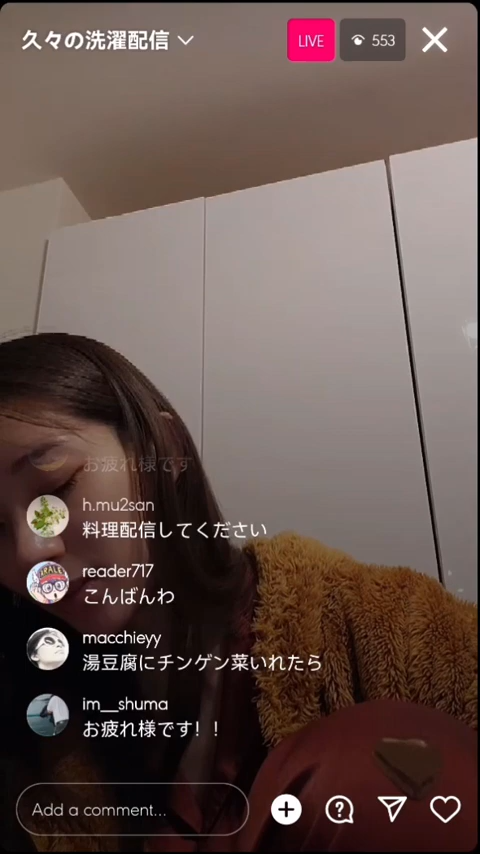 久々の洗濯配信
LIVE
553
お疲れ様です
h.mu2san
料理配信してください
reader717
こんばんわ
macchieyy
湯豆腐にチンゲン菜いれたら
im__shuma
お疲れ様です！！
Add a comment...